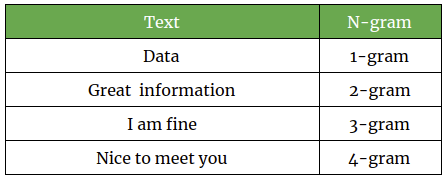 Text N-gram
Data 1-gram
Great information 2-gram
I am fine 3-gram
Nice to meet you 4-gram